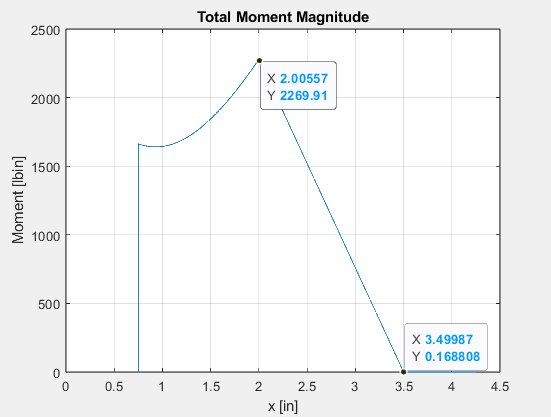 Total Moment Magnitude
2500
2000
1500
1000
500
0
Moment [lbin]
X 2.00557
Y 2269.91
X 3.49987
Y 0.168808
0 0.5 1 1.5 2 2.5 3 3.5 4 4.5
x [in]